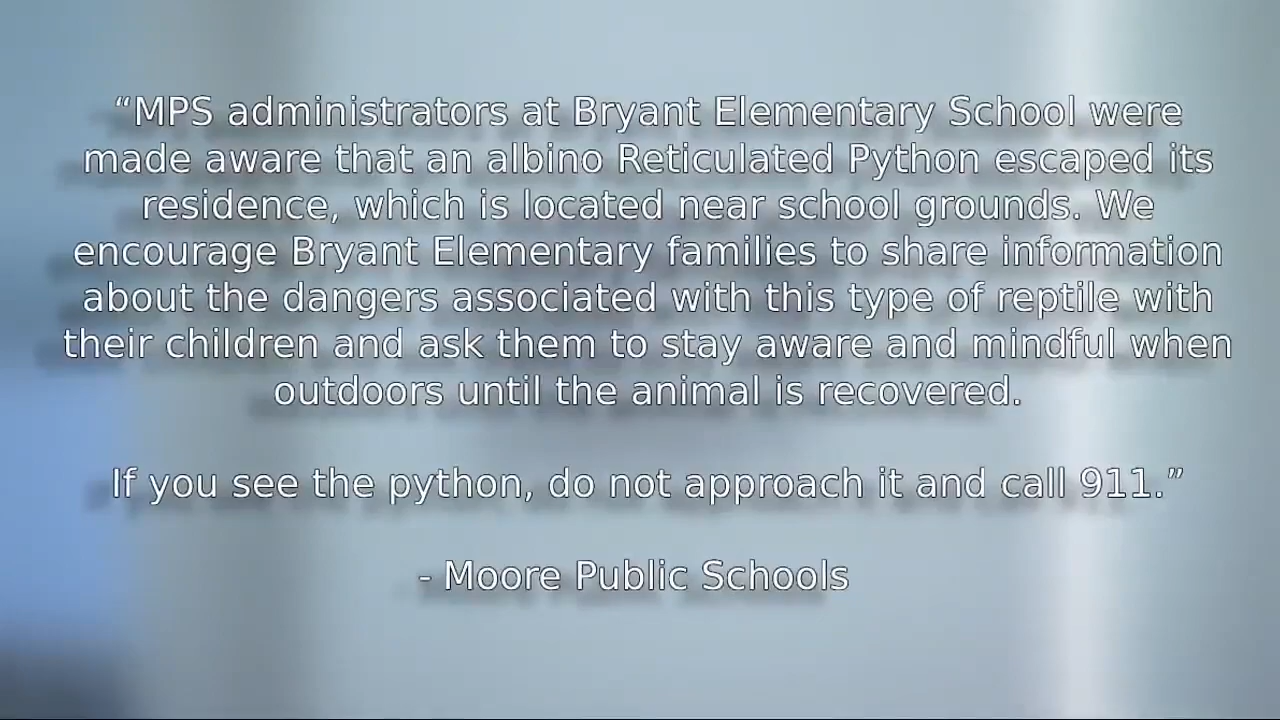 “MPS administrators at Bryant Elementary School were
made aware that an albino Reticulated Python escaped its
residence, which is located near school grounds. We
encourage Bryant Elementary families to share information
about the dangers associated with this type of reptile with
their children and ask them to stay aware and mindful when
outdoors until the animal is recovered.
If you see the python, do not approach it and call 911.”
- Moore Public Schools